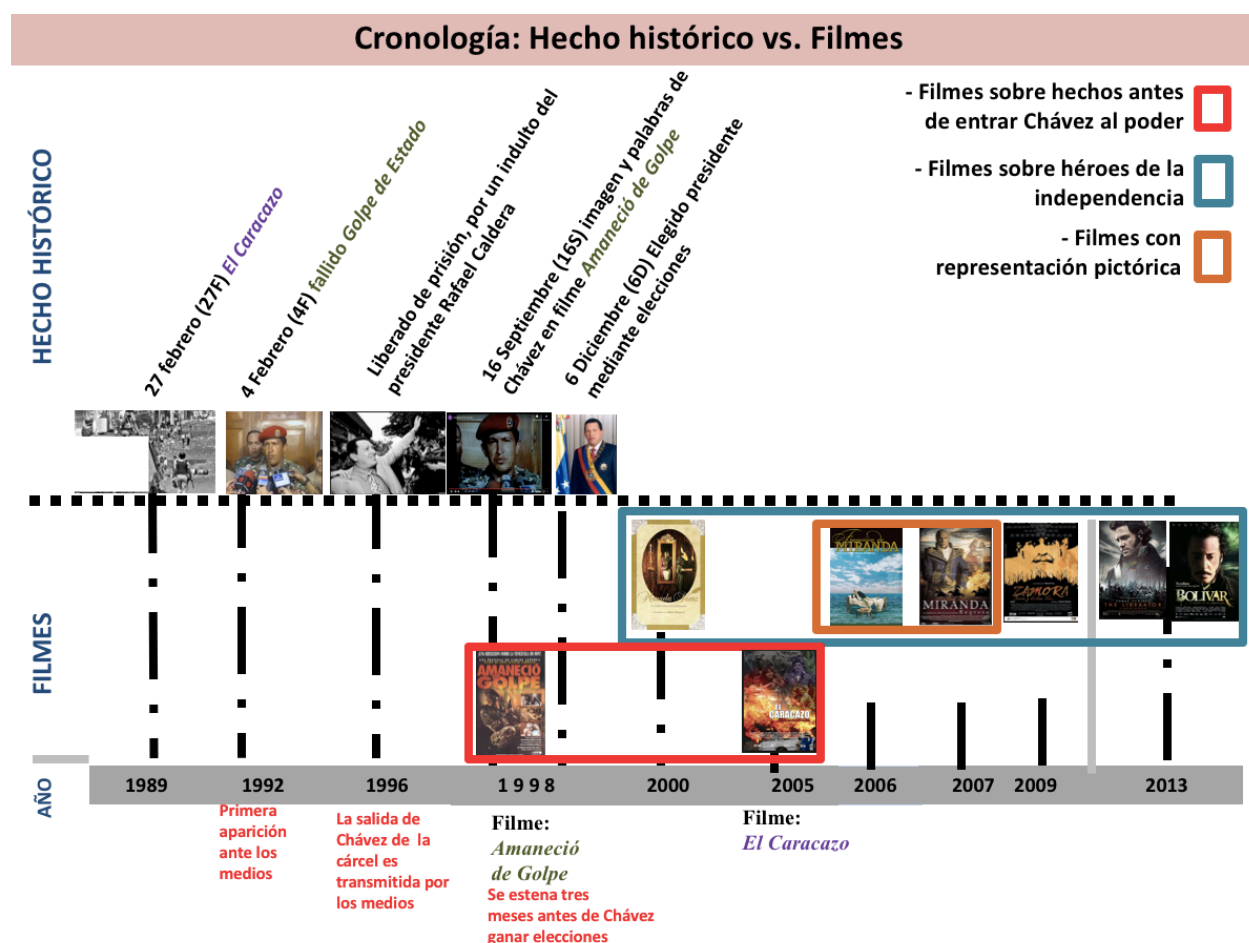 Cronología: Hecho histórico vs. Filmes
- Filmes sobre hechos antes
de entrar Chávez al poder
- Filmes sobre héroes de la
independencia
- Filmes con
representación pictórica
HECHO HISTÓRICO
27 febrero (27F) El Caracazo
4 Febrero (4F) fallido Golpe de Estado
Liberado de prisión, por un indulto del
presidente Rafael Caldera
16 Septiembre (16S) imagen y palabras de
Chávez en filme Amaneció de Golpe
6 Diciembre (6D) Elegido presidente
mediante elecciones
FILMES
MIRANDA
MIRANDA
Regresa
ZAMORA
THE LIBERATOR
BOLÍVAR
AMANECIÓ
GOLPE
EL
CARACAZO
AÑO
1989
1992
1996
1 9 9 8
2000
2005
2006
2007
2009
2013
Primera
aparición
ante los
medios
La salida de
Chávez de la
cárcel es
transmitida por
los medios
Filme:
Amaneció
de Golpe
Se estena tres
meses antes de Chávez
ganar elecciones
Filme:
El Caracazo